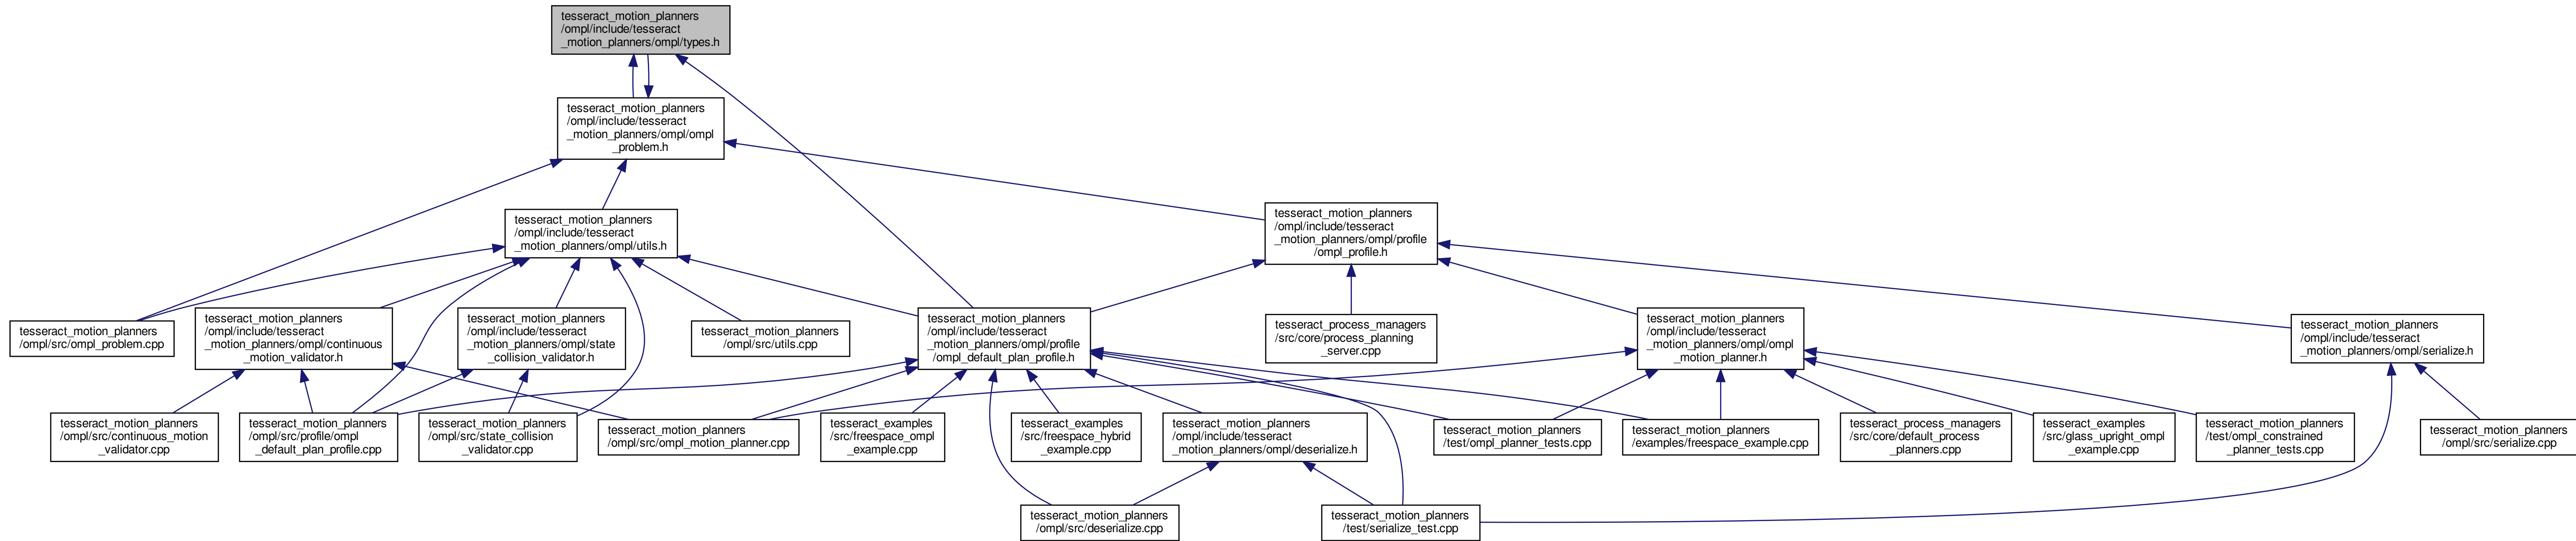 tesseract_motion_planners
/ompl/include/tesseract
_motion_planners/ompl/types.h
tesseract_motion_planners
/ompl/include/tesseract
_motion_planners/ompl/ompl
_problem.h
tesseract_motion_planners
/ompl/include/tesseract
_motion_planners/ompl/utils.h
tesseract_motion_planners
/ompl/include/tesseract
_motion_planners/ompl/profile
/ompl_profile.h
tesseract_motion_planners
/ompl/src/ompl_problem.cpp
tesseract_motion_planners
/ompl/include/tesseract
_motion_planners/ompl/continuous
_motion_validator.h
tesseract_motion_planners
/ompl/include/tesseract
_motion_planners/ompl/state
_collision_validator.h
tesseract_motion_planners
/ompl/src/utils.cpp
tesseract_motion_planners
/ompl/include/tesseract
_motion_planners/ompl/profile
/ompl_default_plan_profile.h
tesseract_process_managers
/src/core/process_planning
_server.cpp
tesseract_motion_planners
/ompl/include/tesseract
_motion_planners/ompl/ompl
_motion_planner.h
tesseract_motion_planners
/ompl/include/tesseract
_motion_planners/ompl/serialize.h
tesseract_motion_planners
/ompl/src/continuous_motion
_validator.cpp
tesseract_motion_planners
/ompl/src/profile/ompl
_default_plan_profile.cpp
tesseract_motion_planners
/ompl/src/state_collision
_validator.cpp
tesseract_motion_planners
/ompl/src/ompl_motion_planner.cpp
tesseract_examples
/src/freespace_ompl
_example.cpp
tesseract_examples
/src/freespace_hybrid
_example.cpp
tesseract_motion_planners
/ompl/include/tesseract
_motion_planners/ompl/deserialize.h
tesseract_motion_planners
/test/ompl_planner_tests.cpp
tesseract_motion_planners
/examples/freespace_example.cpp
tesseract_process_managers
/src/core/default_process
_planners.cpp
tesseract_examples
/src/glass_upright_ompl
_example.cpp
tesseract_motion_planners
/test/ompl_constrained
_planner_tests.cpp
tesseract_motion_planners
/ompl/src/serialize.cpp
tesseract_motion_planners
/ompl/src/deserialize.cpp
tesseract_motion_planners
/test/serialize_test.cpp